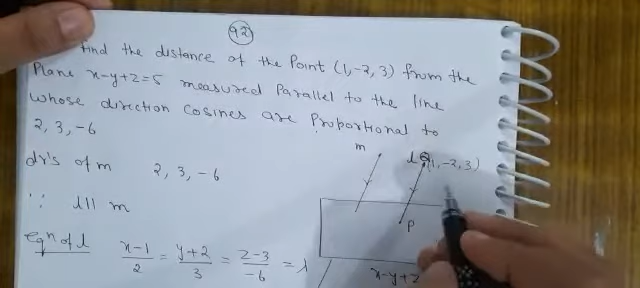 92
Find the distance of the Point (1,-2,3) from the
Plane x-y+z=5 measured Parallel to the line
whose direction cosines are Proportional to
2, 3, -6
m l Q(1,-2,3)
dr's of m 2, 3, -6
∵ l||m
P
eqn of l x-1/2 = y+2/3 = z-3/-6 = λ
x-y+z